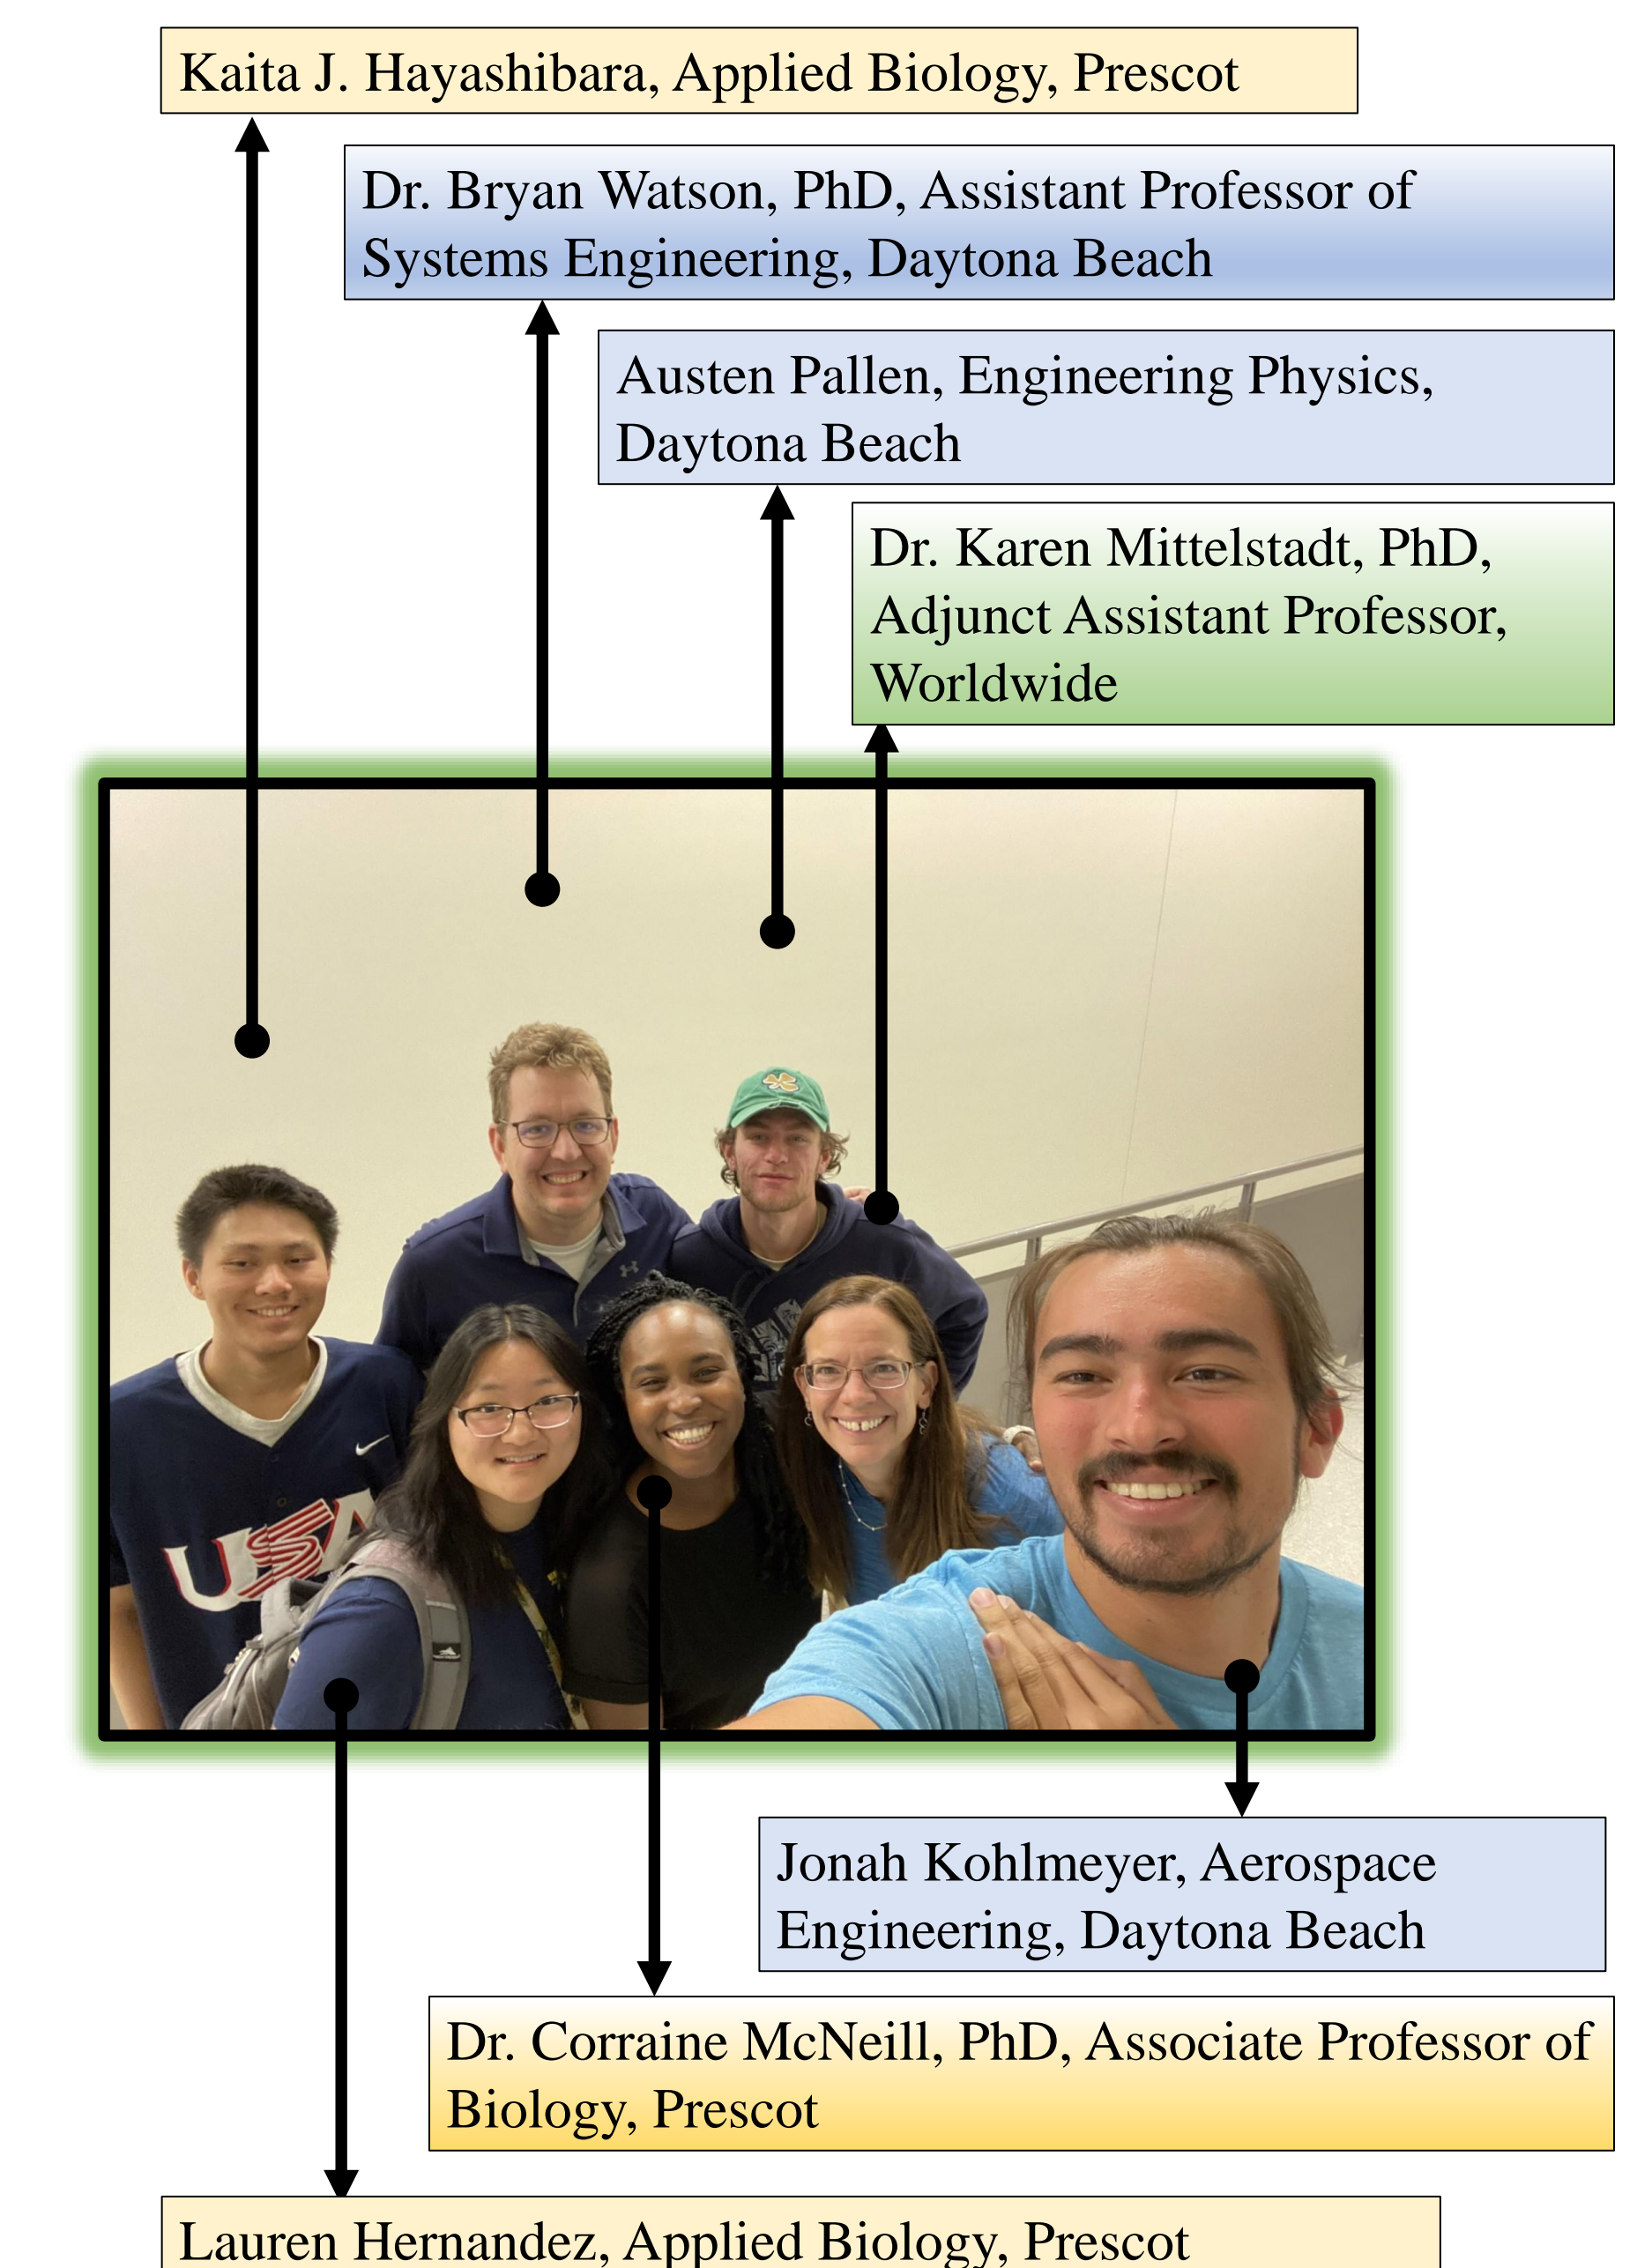 Kaita J. Hayashibara, Applied Biology, Prescot
Dr. Bryan Watson, PhD, Assistant Professor of
Systems Engineering, Daytona Beach
Austen Pallen, Engineering Physics,
Daytona Beach
Dr. Karen Mittelstadt, PhD,
Adjunct Assistant Professor,
Worldwide
USA
Jonah Kohlmeyer, Aerospace
Engineering, Daytona Beach
Dr. Corraine McNeill, PhD, Associate Professor of
Biology, Prescot
Lauren Hernandez, Applied Biology, Prescot